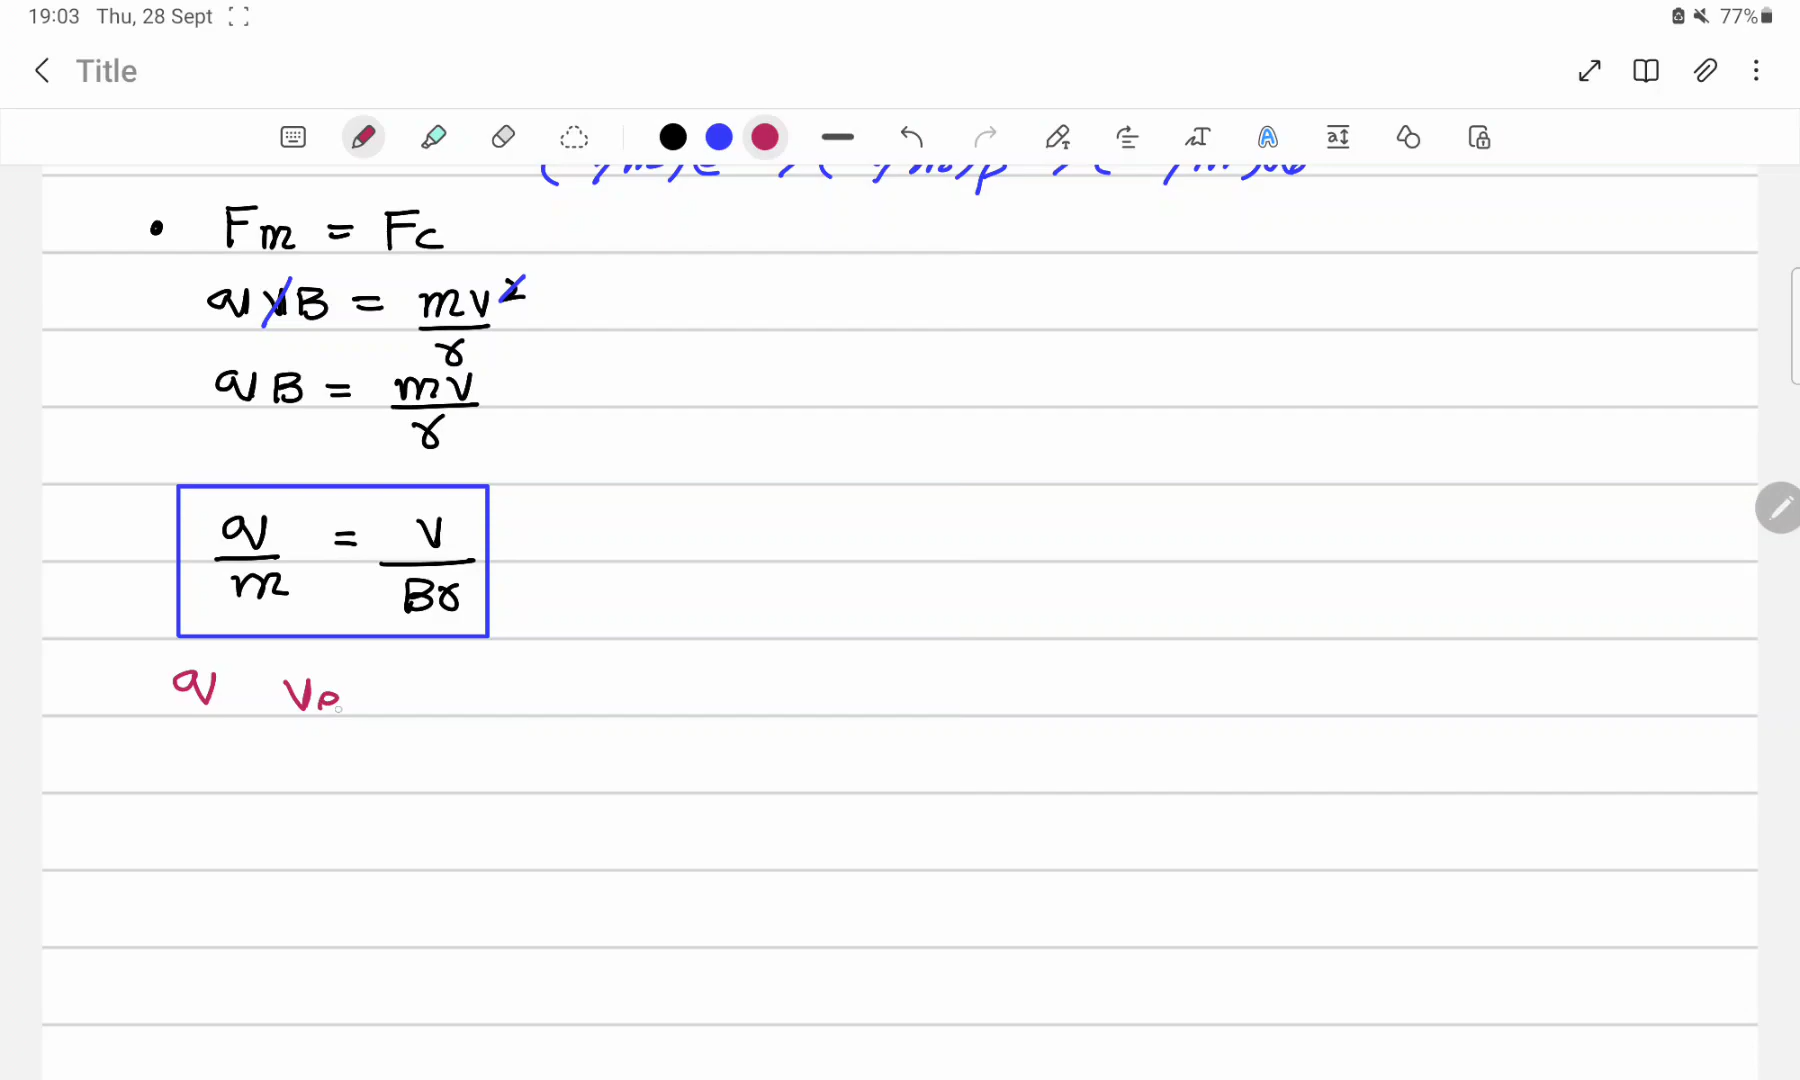 19:03 Thu, 28 Sept 77%
Title
• Fm = Fc
qvB = mv²/r
qB = mv/r
q/m = v/Br
q ve